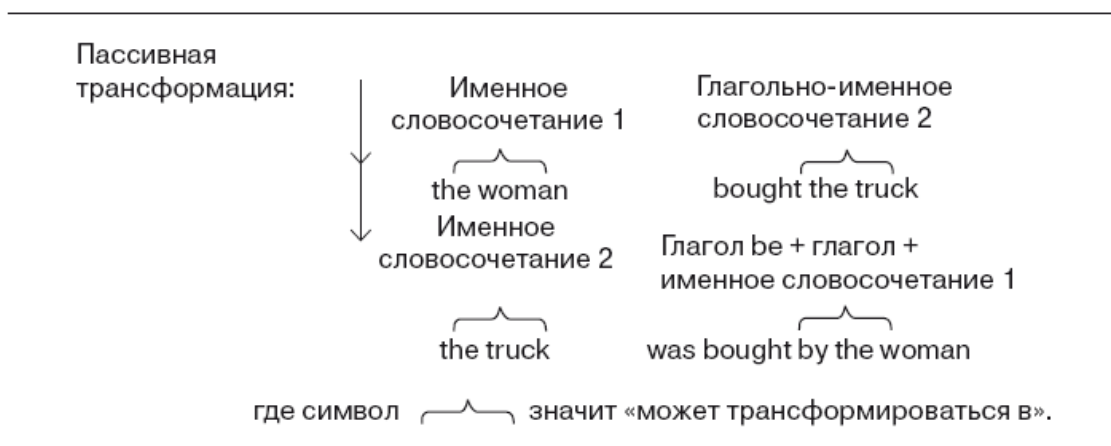 Пассивная
трансформация:
Именное
словосочетание 1
Глагольно-именное
словосочетание 2
the woman
bought the truck
Именное
словосочетание 2
Глагол be + глагол +
именное словосочетание 1
the truck
was bought by the woman
где символ значит «может трансформироваться в».